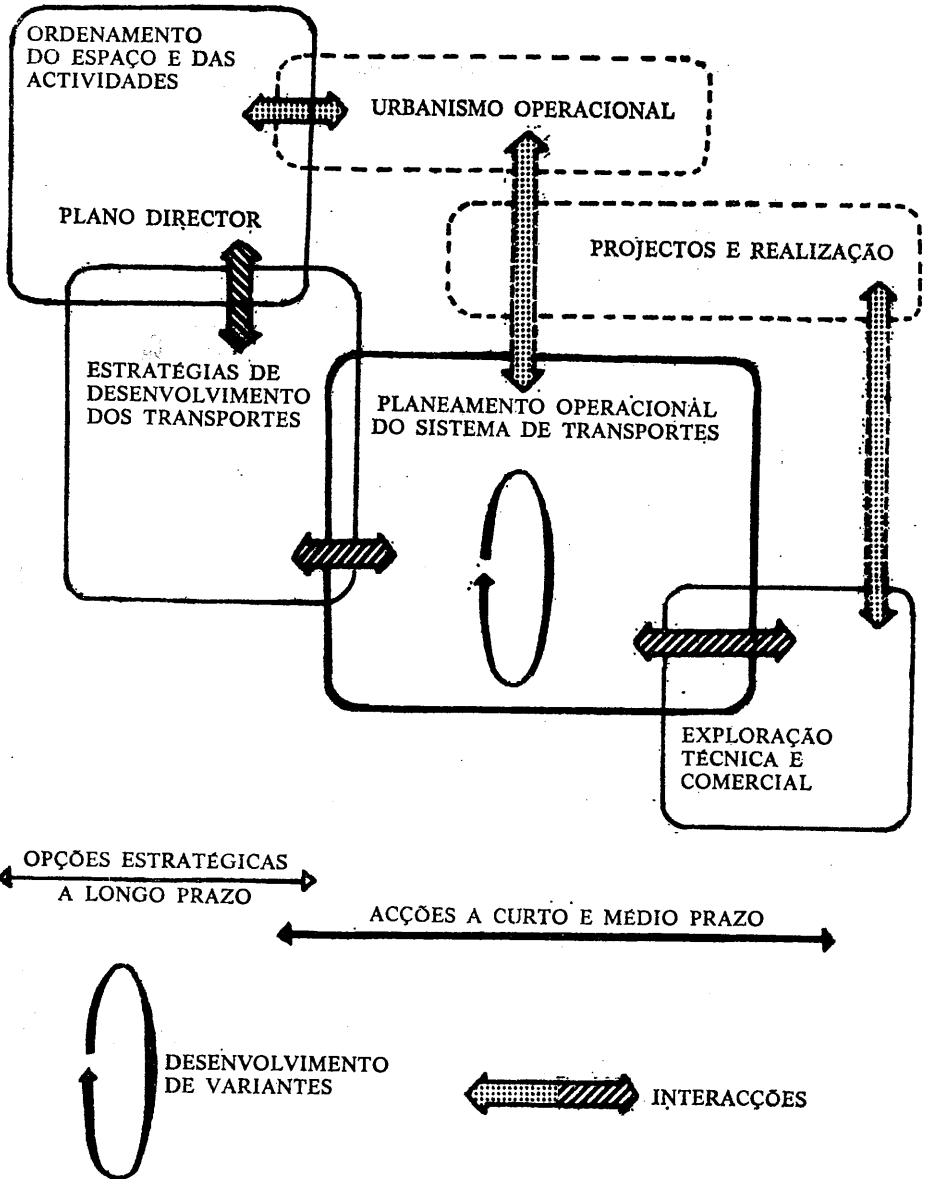 ORDENAMENTO
DO ESPAÇO E DAS
ACTIVIDADES
URBANISMO OPERACIONAL
PLANO DIRECTOR
PROJECTOS E REALIZAÇÃO
ESTRATÉGIAS DE
DESENVOLVIMENTO
DOS TRANSPORTES
PLANEAMENTO OPERACIONAL
DO SISTEMA DE TRANSPORTES
EXPLORAÇÃO
TÉCNICA E
COMERCIAL
OPÇÕES ESTRATÉGICAS
A LONGO PRAZO
ACÇÕES A CURTO E MÉDIO PRAZO
DESENVOLVIMENTO
DE VARIANTES
INTERACÇÕES